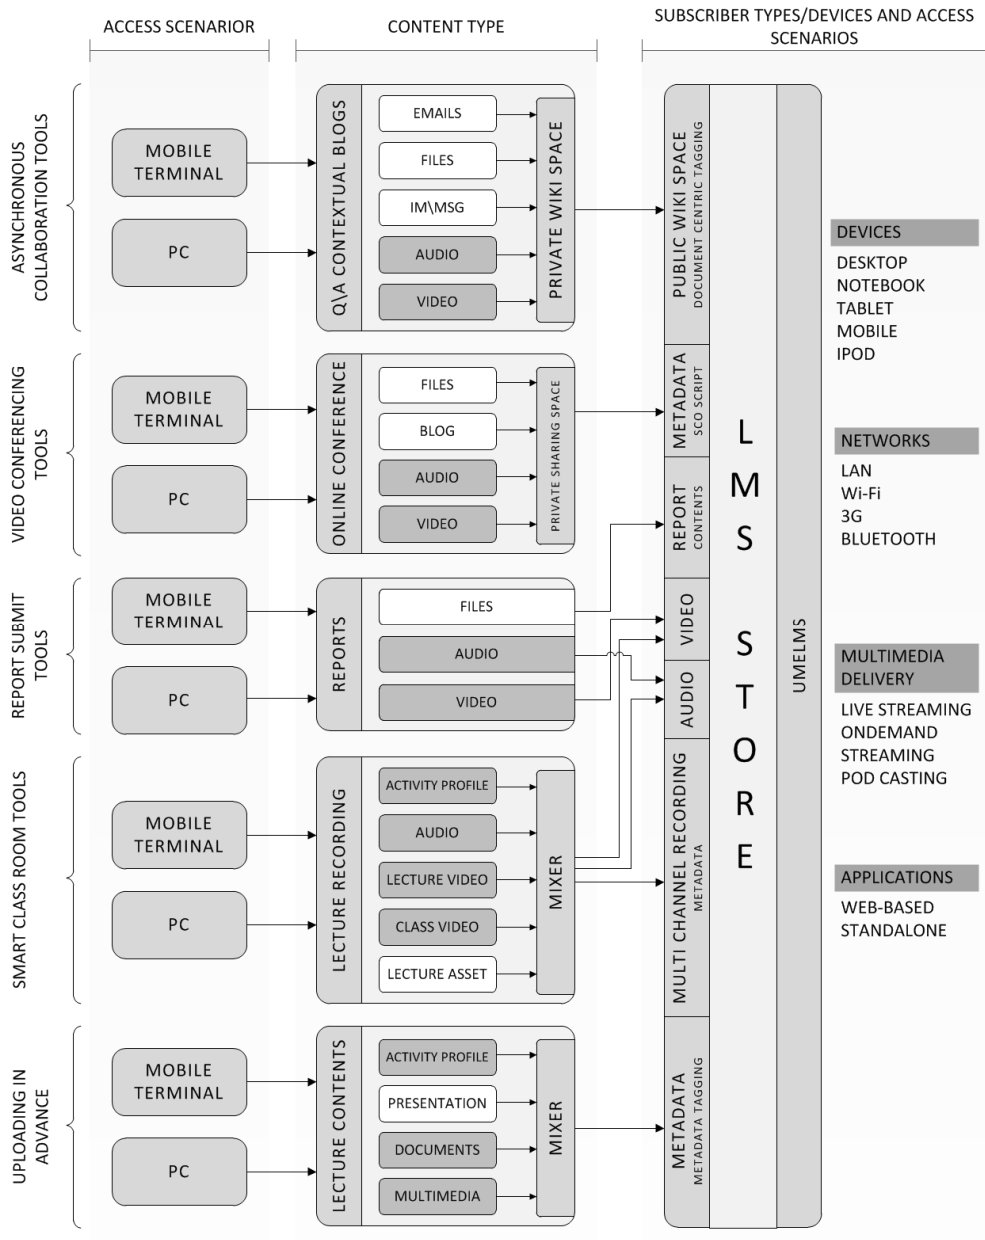 ACCESS SCENARIOR
CONTENT TYPE
SUBSCRIBER TYPES/DEVICES AND ACCESS
SCENARIOS
ASYNCHRONOUS
COLLABORATION TOOLS
MOBILE
TERMINAL
PC
Q\A CONTEXTUAL BLOGS
EMAILS
FILES
IM\MSG
AUDIO
VIDEO
PRIVATE WIKI SPACE
VIDEO CONFERENCING
TOOLS
MOBILE
TERMINAL
PC
ONLINE CONFERENCE
FILES
BLOG
AUDIO
VIDEO
PRIVATE SHARING SPACE
REPORT SUBMIT
TOOLS
MOBILE
TERMINAL
PC
REPORTS
FILES
AUDIO
VIDEO
SMART CLASS ROOM TOOLS
MOBILE
TERMINAL
PC
LECTURE RECORDING
ACTIVITY PROFILE
AUDIO
LECTURE VIDEO
CLASS VIDEO
LECTURE ASSET
MIXER
UPLOADING IN
ADVANCE
MOBILE
TERMINAL
PC
LECTURE CONTENTS
ACTIVITY PROFILE
PRESENTATION
DOCUMENTS
MULTIMEDIA
MIXER
PUBLIC WIKI SPACE
DOCUMENT CENTRIC TAGGING
METADATA
SCO SCRIPT
REPORT
CONTENTS
VIDEO
AUDIO
MULTI CHANNEL RECORDING
METADATA
METADATA
METADATA TAGGING
LMS STORE
UMELMS
DEVICES
DESKTOP
NOTEBOOK
TABLET
MOBILE
IPOD
NETWORKS
LAN
Wi-Fi
3G
BLUETOOTH
MULTIMEDIA
DELIVERY
LIVE STREAMING
ONDEMAND
STREAMING
POD CASTING
APPLICATIONS
WEB-BASED
STANDALONE